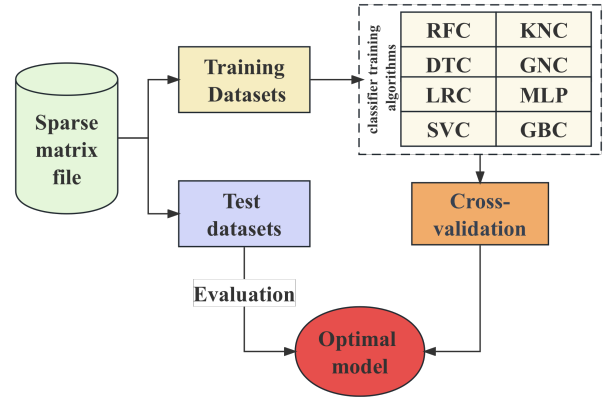 Sparse
matrix
file
Training
Datasets
classifier training
algorithms
RFC KNC
DTC GNC
LRC MLP
SVC GBC
Test
datasets
Cross-
validation
Evaluation
Optimal
model